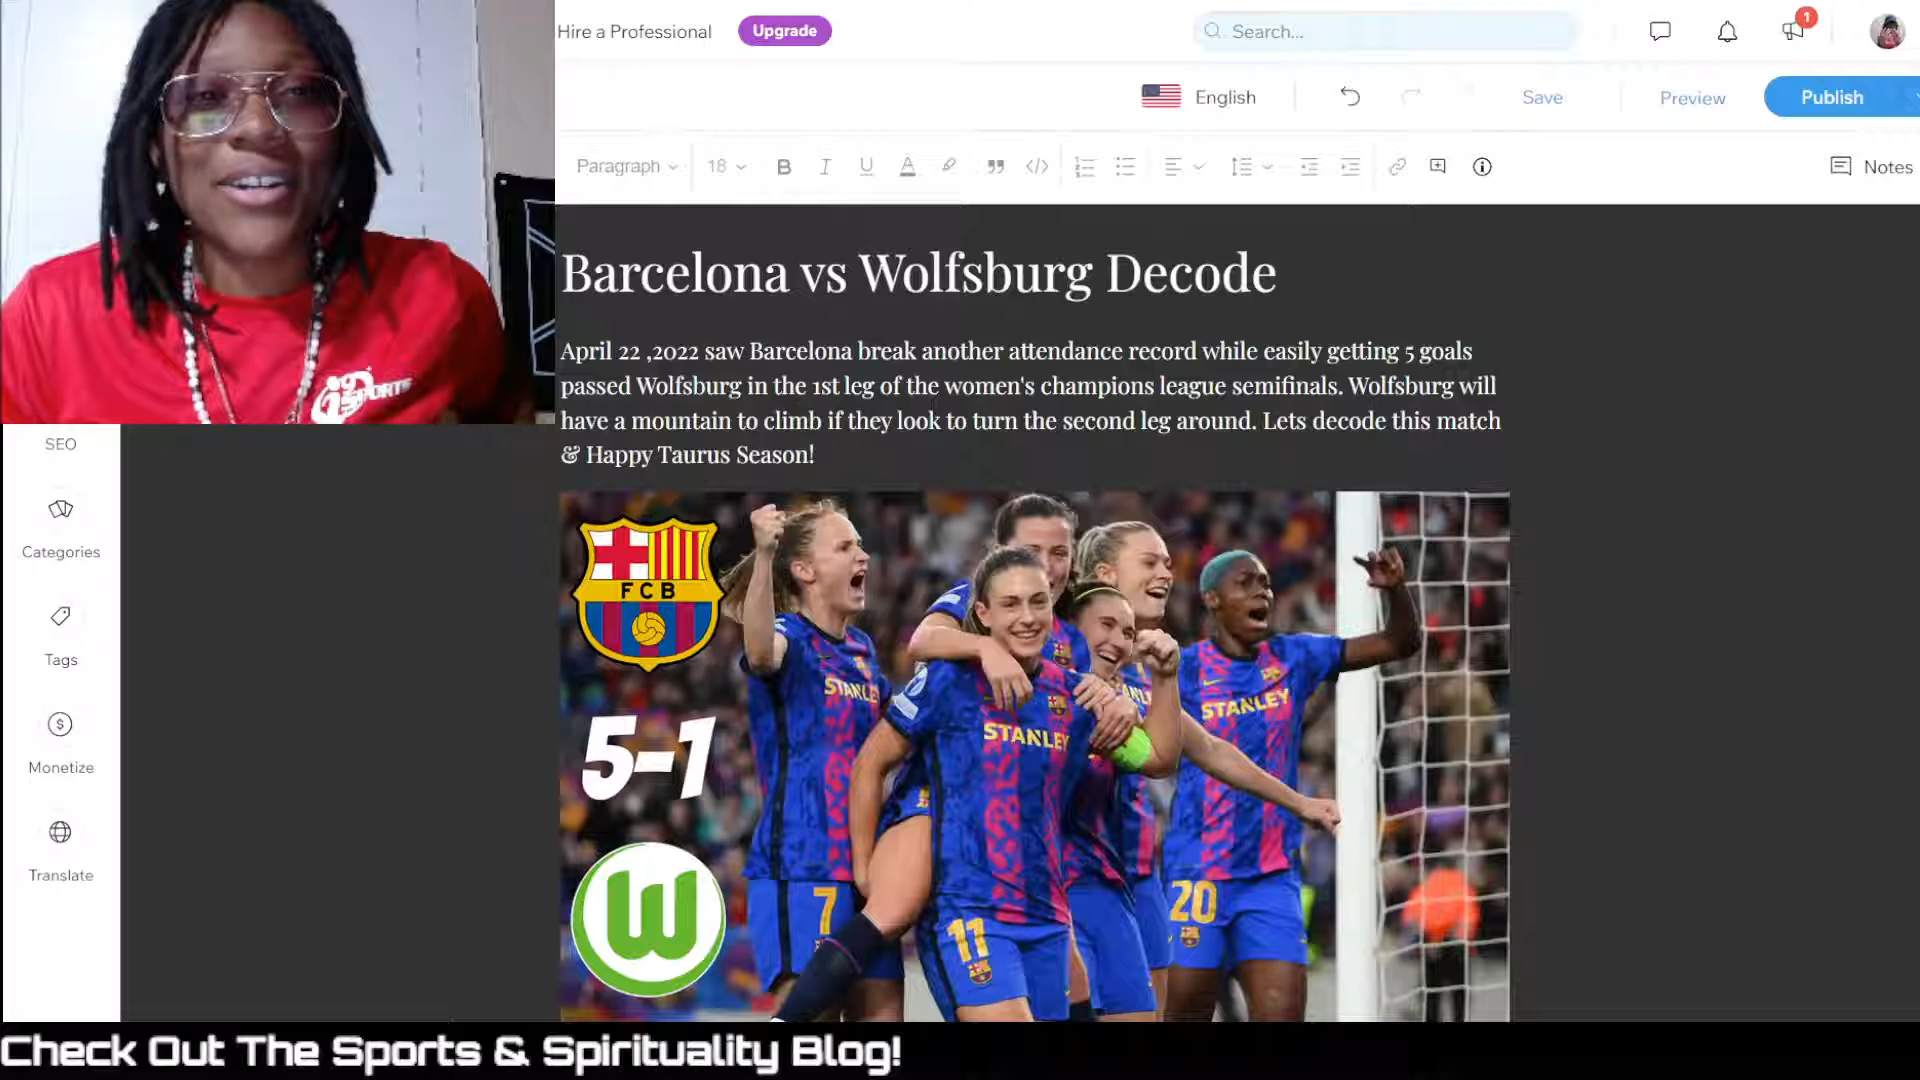 Hire a Professional
Upgrade
Search...
1
English
Save
Preview
Publish
Paragraph
18
B
I
U
A
Notes
Barcelona vs Wolfsburg Decode
April 22 ,2022 saw Barcelona break another attendance record while easily getting 5 goals
passed Wolfsburg in the 1st leg of the women's champions league semifinals. Wolfsburg will
have a mountain to climb if they look to turn the second leg around. Lets decode this match
& Happy Taurus Season!
SEO
Categories
Tags
$
Monetize
Translate
FCB
5-1
W
STANLEY
STANLEY
STANLEY
7
11
20
Check Out The Sports & Spirituality Blog!